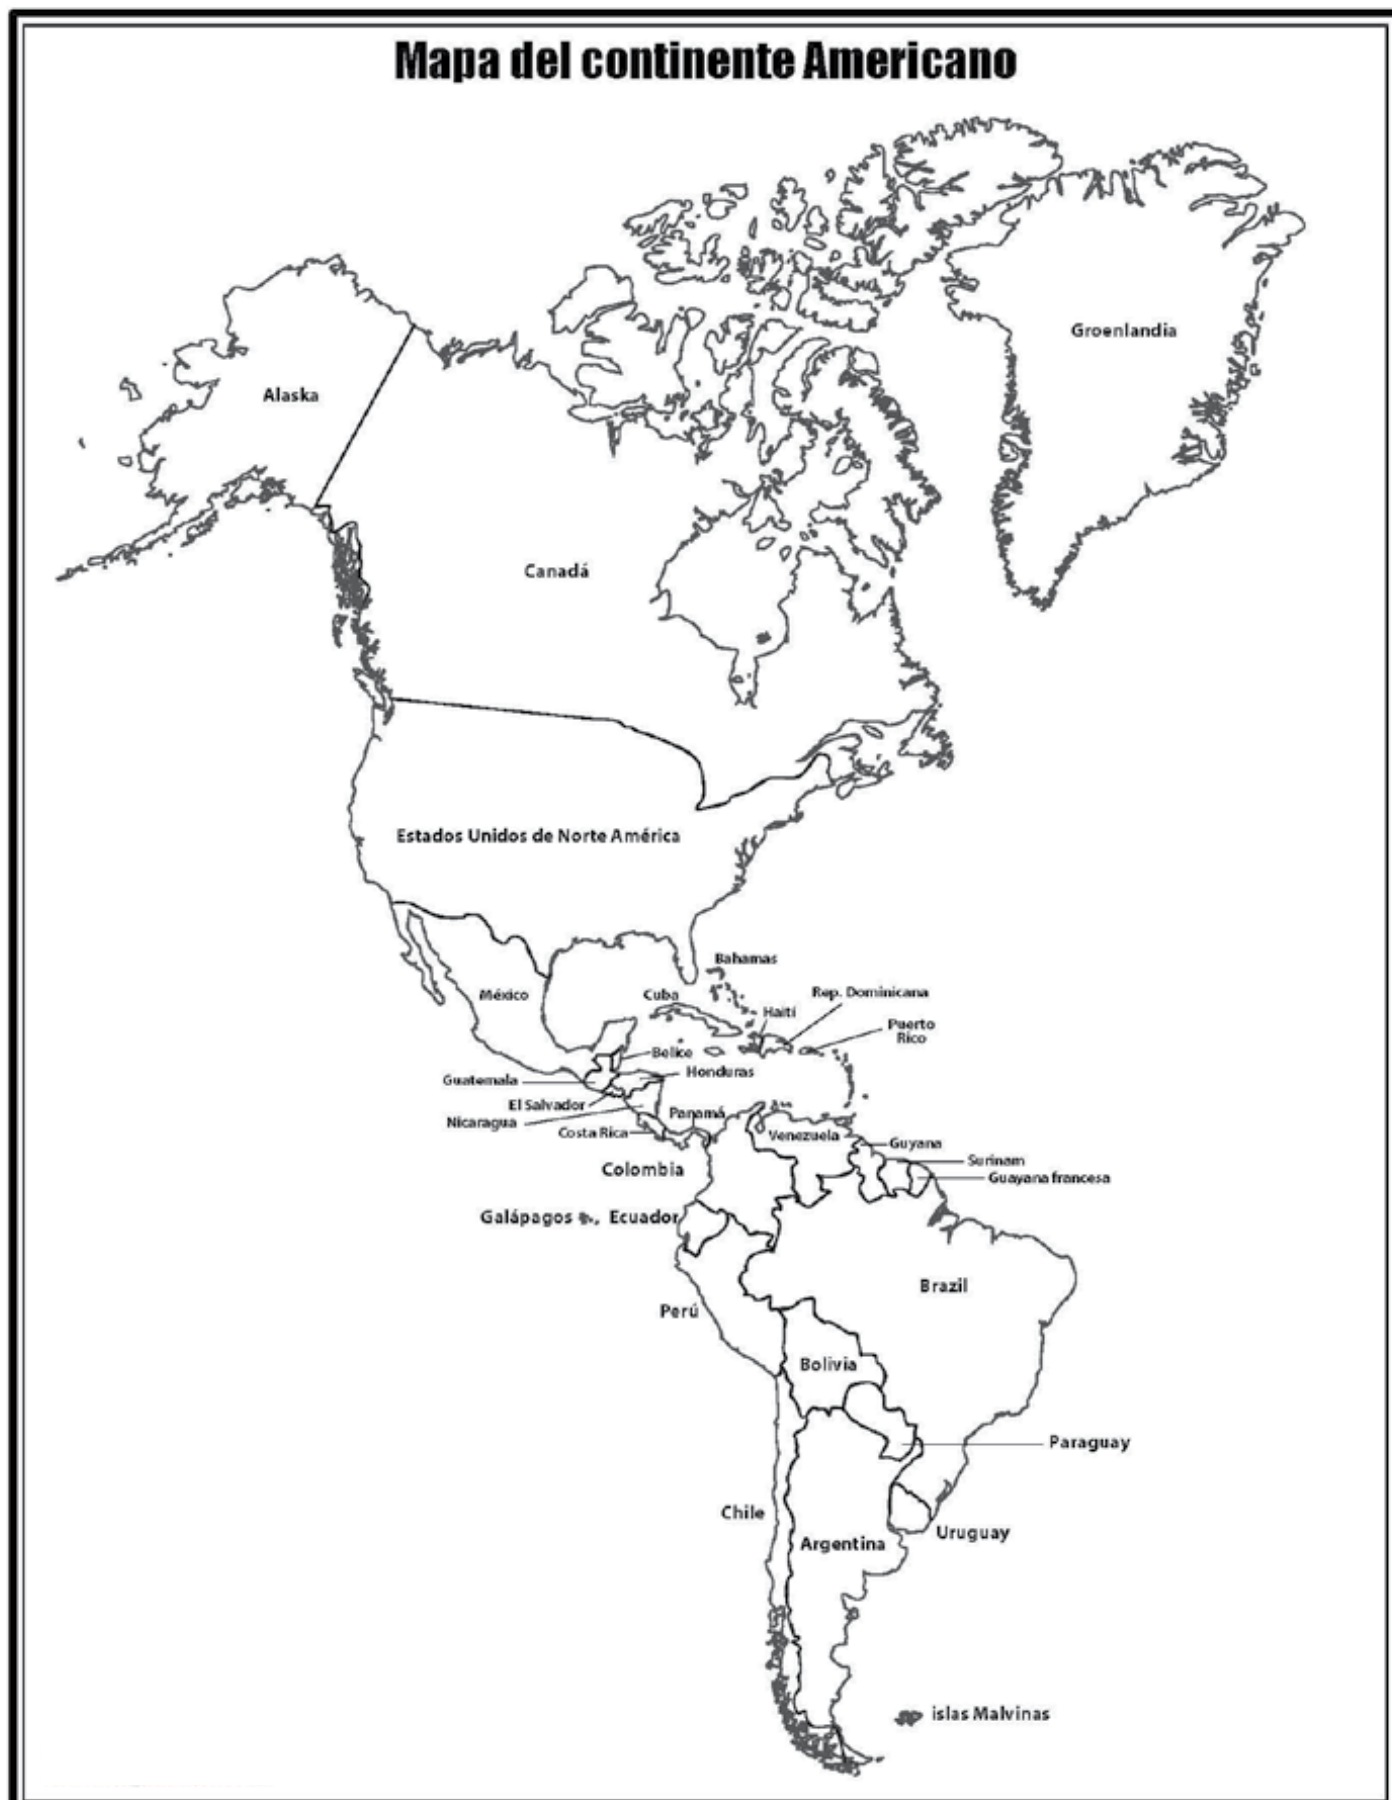 Mapa del continente Americano
Groenlandia
Alaska
Canadá
Estados Unidos de Norte América
Bahamas
México
Cuba
Rep. Dominicana
Haití
Puerto
Rico
Belice
Honduras
Guatemala
El Salvador
Nicaragua
Panamá
Costa Rica
Venezuela
Guyana
Surinam
Colombia
Guayana francesa
Galápagos
Ecuador
Brazil
Perú
Bolivia
Paraguay
Chile
Uruguay
Argentina
islas Malvinas